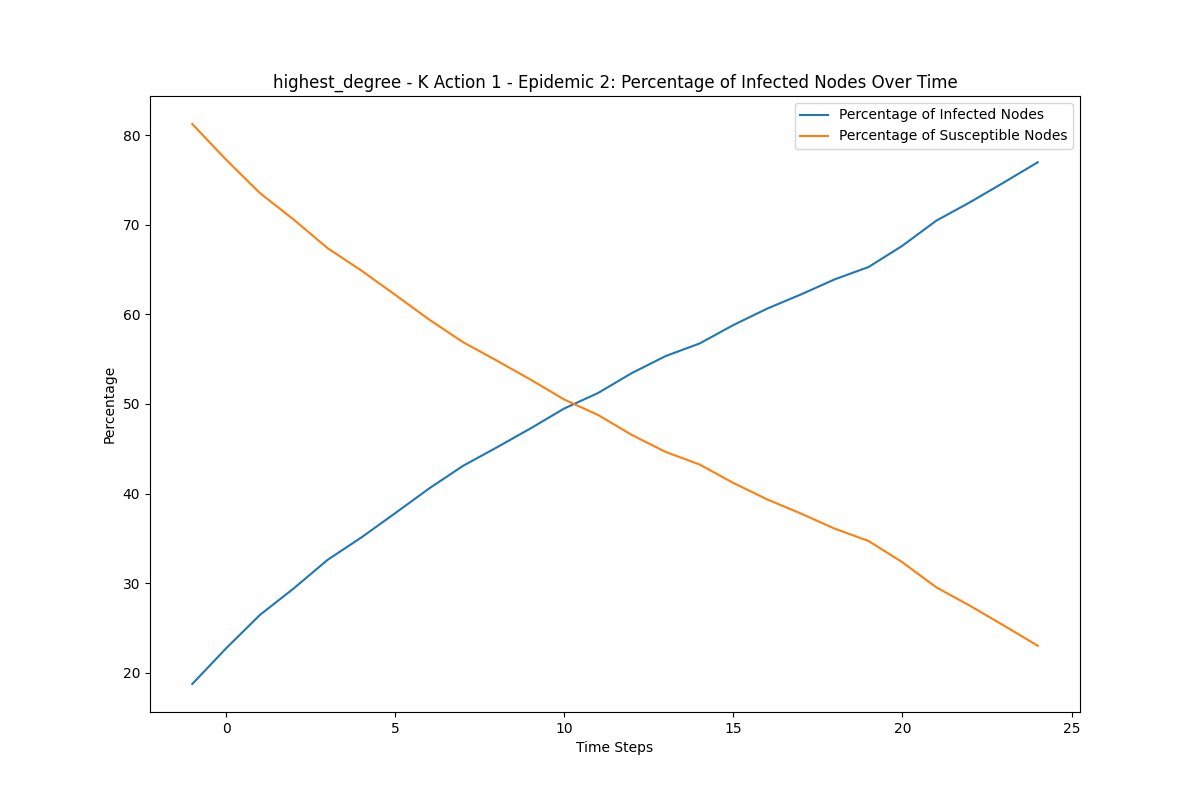 highest_degree - K Action 1 - Epidemic 2: Percentage of Infected Nodes Over Time
Percentage of Infected Nodes
Percentage of Susceptible Nodes
Percentage
80
70
60
50
40
30
20
0
5
10
15
20
25
Time Steps